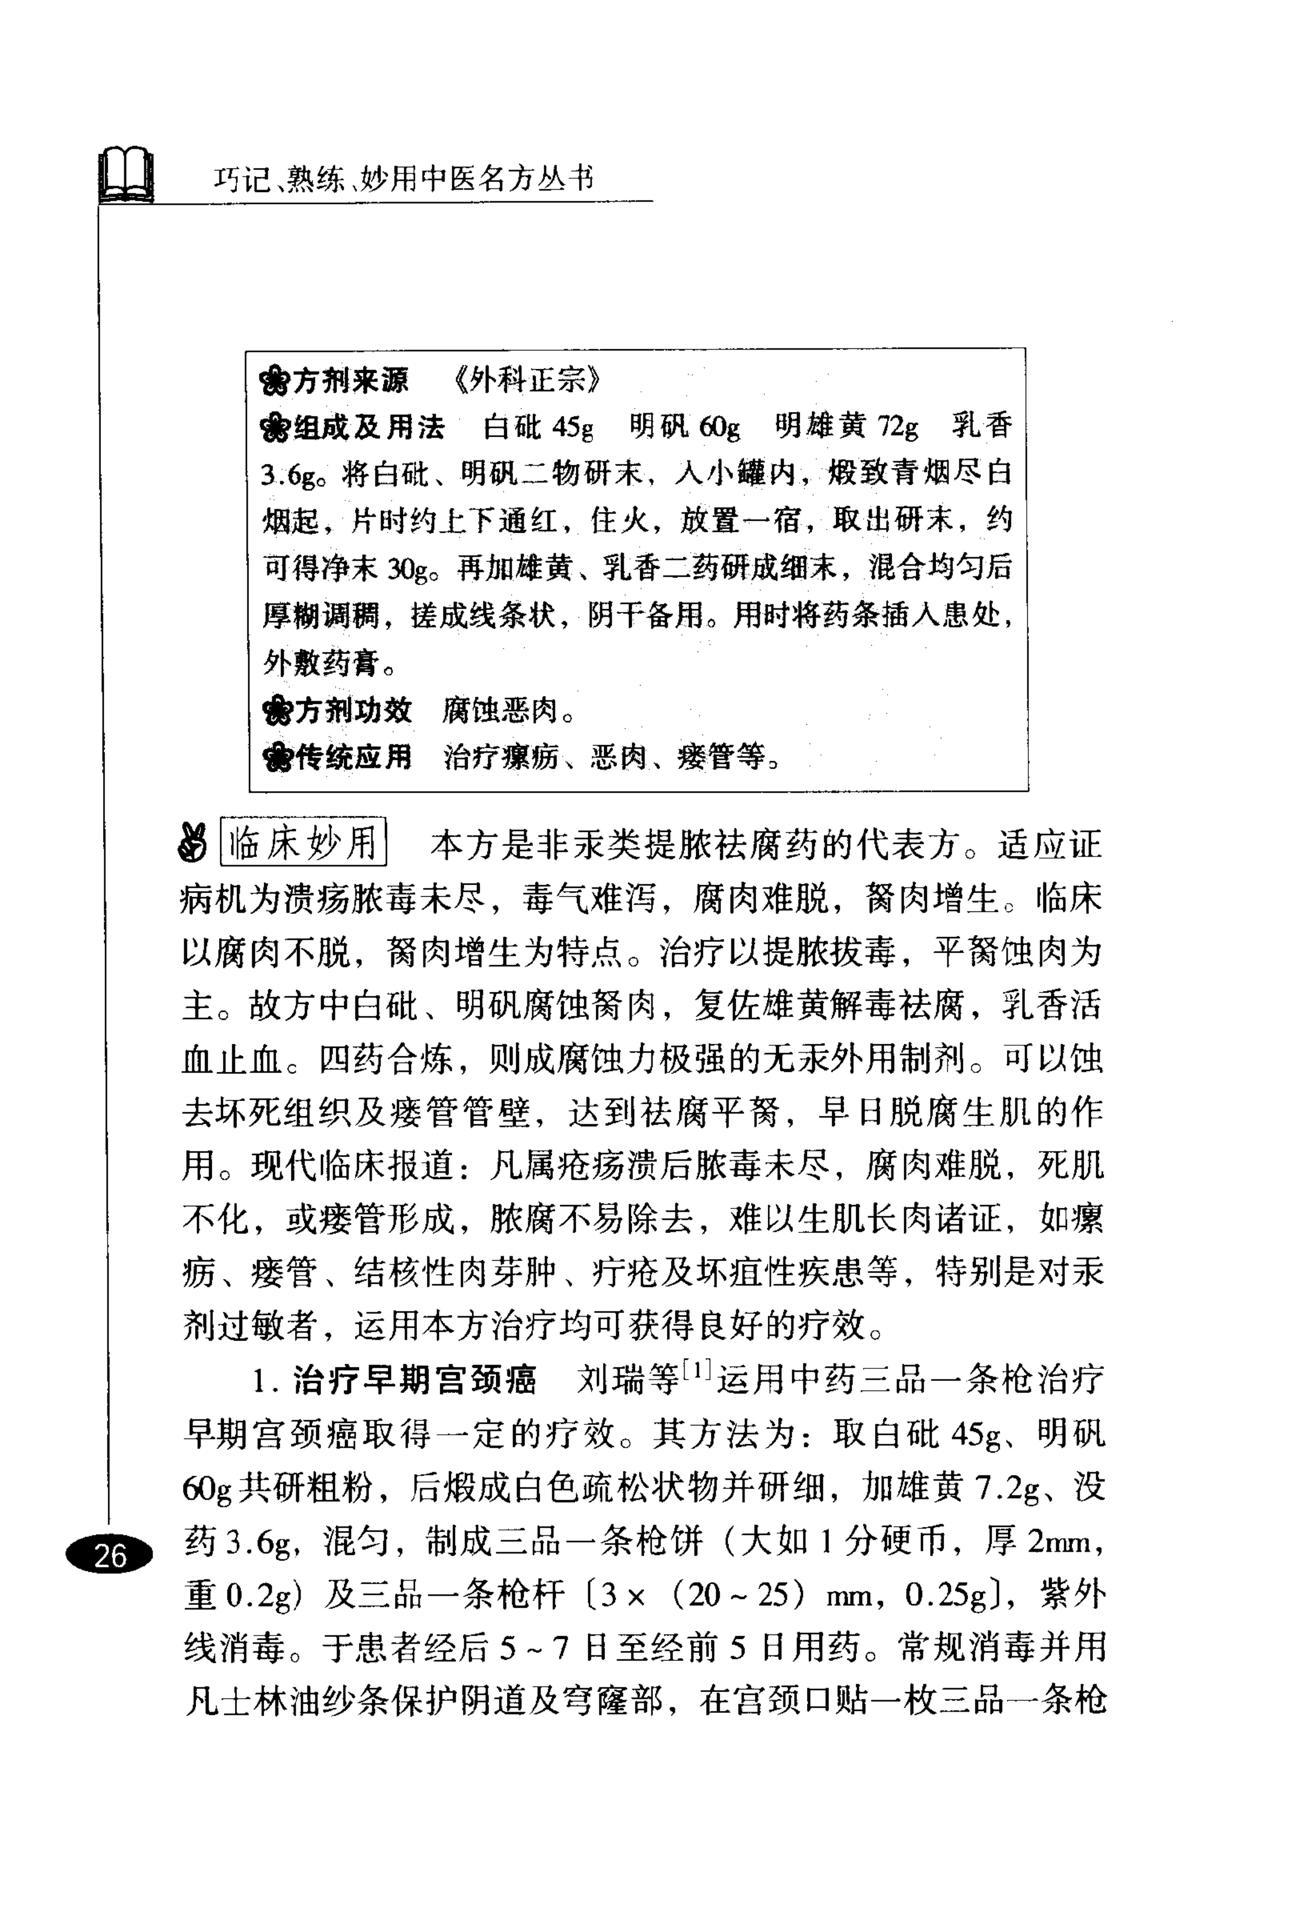 巧记、熟练、妙用中医名方丛书
方剂来源 《外科正宗》
组成及用法 白砒 45g 明矾 60g 明雄黄 72g 乳香
3.6g。将白砒、明矾二物研末，入小罐内，煅致青烟尽白
烟起，片时约上下通红，住火，放置一宿，取出研末，约
可得净末 30g。再加雄黄、乳香二药研成细末，混合均匀后
厚糊调稠，搓成线条状，阴干备用。用时将药条插入患处，
外敷药膏。
方剂功效 腐蚀恶肉。
传统应用 治疗瘰疬、恶肉、瘘管等。
临床妙用 本方是非汞类提脓祛腐药的代表方。适应证
病机为溃疡脓毒未尽，毒气难泻，腐肉难脱，胬肉增生。临床
以腐肉不脱，胬肉增生为特点。治疗以提脓拔毒，平胬蚀肉为
主。故方中白砒、明矾腐蚀胬肉，复佐雄黄解毒祛腐，乳香活
血止血。四药合炼，则成腐蚀力极强的无汞外用制剂。可以蚀
去坏死组织及瘘管管壁，达到祛腐平胬，早日脱腐生肌的作
用。现代临床报道：凡属疮疡溃后脓毒未尽，腐肉难脱，死肌
不化，或瘘管形成，脓腐不易除去，难以生肌长肉诸证，如瘰
疬、瘘管、结核性肉芽肿、疔疮及坏疽性疾患等，特别是对汞
剂过敏者，运用本方治疗均可获得良好的疗效。
1. 治疗早期宫颈癌 刘瑞等[1]运用中药三品一条枪治疗
早期宫颈癌取得一定的疗效。其方法为：取白砒 45g、明矾
60g共研粗粉，后煅成白色疏松状物并研细，加雄黄 7.2g、没
药 3.6g，混匀，制成三品一条枪饼（大如 1 分硬币，厚 2mm，
重 0.2g）及三品一条枪杆〔3 ×（20～25）mm，0.25g〕，紫外
线消毒。于患者经后 5～7 日至经前 5 日用药。常规消毒并用
凡士林油纱条保护阴道及穹窿部，在宫颈口贴一枚三品一条枪
26